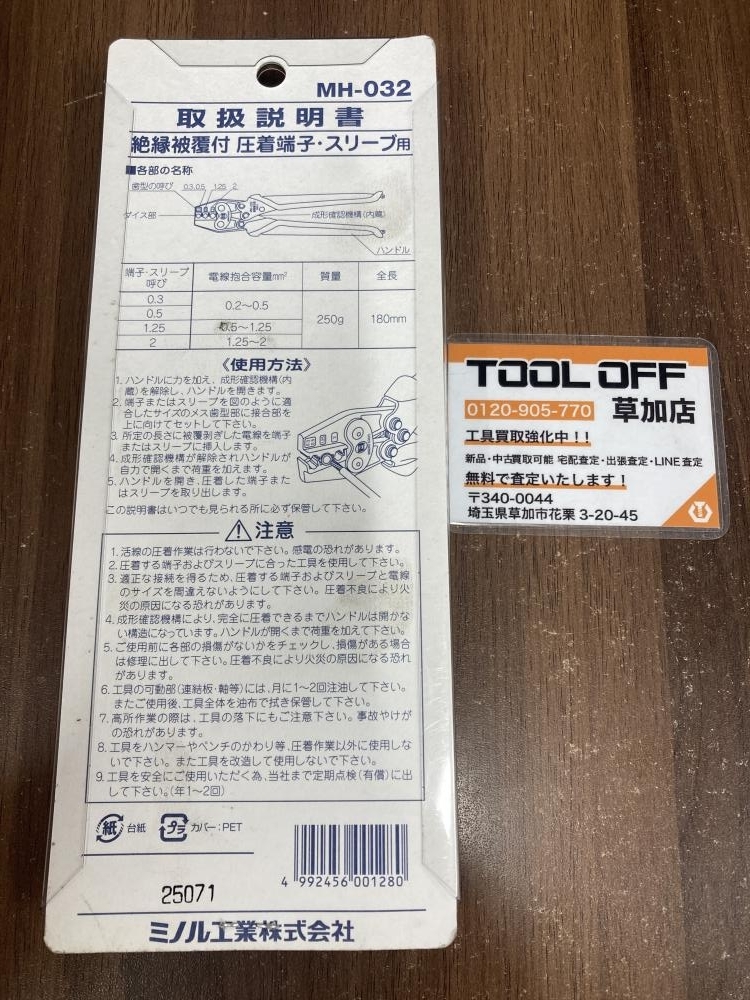 MH-032
取扱説明書
絶縁被覆付 圧着端子・スリーブ用
■各部の名称
歯型の呼び 0.3 0.5 1.25 2
ダイス部
成形確認機構(内蔵)
ハンドル
端子・スリーブ呼び 電線抱合容量mm² 質量 全長
0.3 0.2〜0.5 250g 180mm
0.5
1.25 0.5〜1.25
2 1.25〜2
《使用方法》
1. ハンドルに力を加え、成形確認機構(内
蔵)を解除し、ハンドルを開きます。
2. 端子またはスリーブを図のように適
合したサイズのメス歯型部に接合部を
上に向けてセットして下さい。
3. 所定の長さに被覆剥ぎした電線を端子
またはスリーブに挿入します。
4. 成形確認機構が解除されハンドルが
自力で開くまで荷重を加えます。
5. ハンドルを開き、圧着した端子また
はスリーブを取り出します。
この説明書はいつでも見られる所に必ず保管して下さい。
注意
1. 活線の圧着作業は行わないで下さい。感電の恐れがあります。
2. 圧着する端子およびスリーブに合った工具を使用して下さい。
3. 適正な接続を得るため、圧着する端子およびスリーブと電線
のサイズを間違えないようにして下さい。圧着不良により火
災の原因になる恐れがあります。
4. 成形確認機構により、完全に圧着できるまでハンドルは開かな
い構造になっています。ハンドルが開くまで荷重を加えて下さい。
5. ご使用前に各部の損傷がないかをチェックし、損傷がある場合
は修理に出して下さい。圧着不良により火災の原因になる恐れ
があります。
6. 工具の可動部(連結板・軸等)には、月に1〜2回注油して下さい。
またご使用後、工具全体を油布で拭き保管して下さい。
7. 高所作業の際は、工具の落下にもご注意下さい。事故やけが
の恐れがあります。
8. 工具をハンマーやペンチのかわり等、圧着作業以外に使用しな
いで下さい。また工具を改造して使用しないで下さい。
9. 工具を安全にご使用いただく為、当社まで定期点検(有償)に出
して下さい。(年1〜2回)
紙 台紙 プラ カバー:PET
4 992456 001280
25071
ミノル工業株式会社
TOOL OFF
0120-905-770 草加店
工具買取強化中!!
新品・中古買取可能 宅配査定・出張査定・LINE査定
無料で査定いたします!
〒340-0044
埼玉県草加市花栗 3-20-45